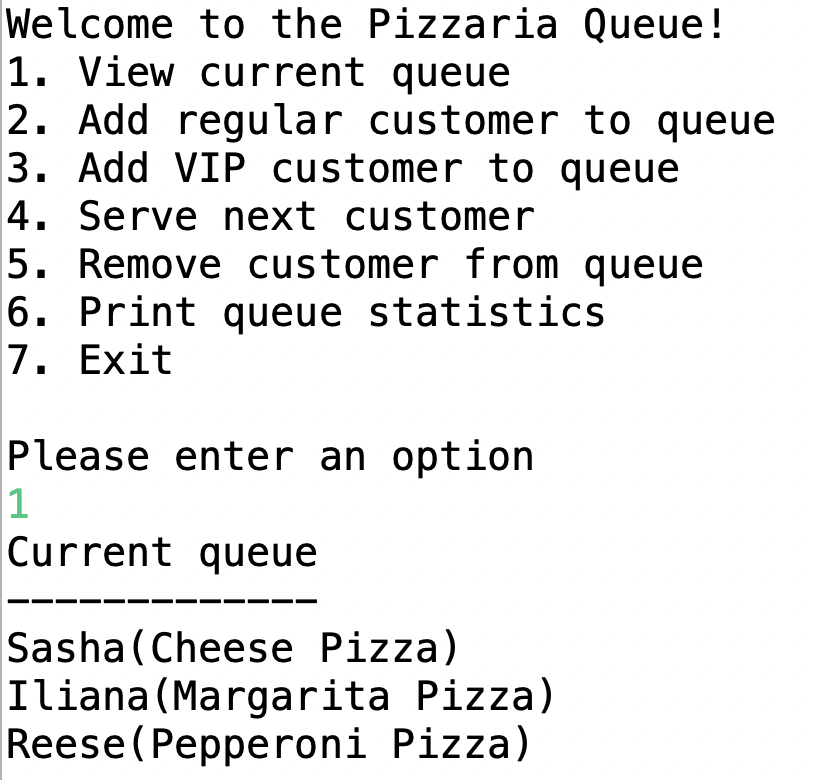 Welcome to the Pizzaria Queue!
1. View current queue
2. Add regular customer to queue
3. Add VIP customer to queue
4. Serve next customer
5. Remove customer from queue
6. Print queue statistics
7. Exit
Please enter an option
1
Current queue
-------------
Sasha(Cheese Pizza)
Iliana(Margarita Pizza)
Reese(Pepperoni Pizza)